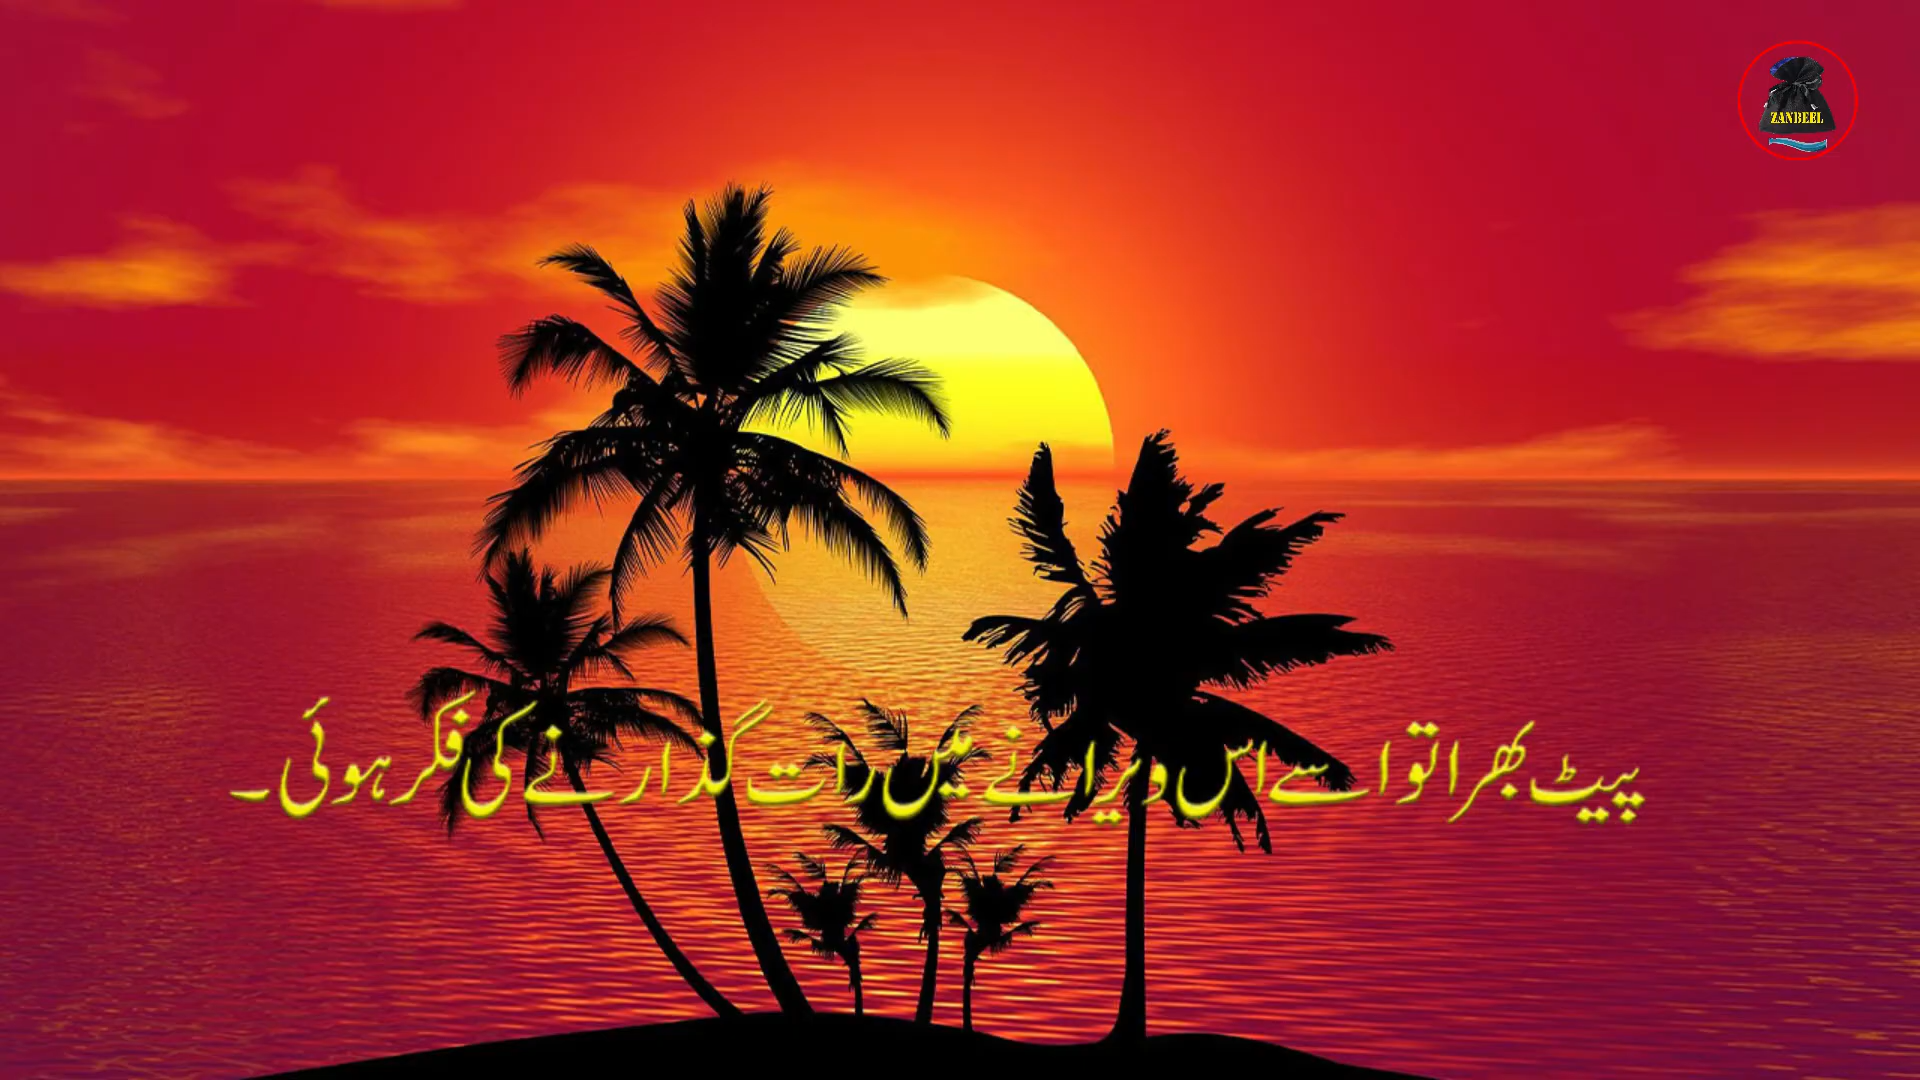 ZANBEEL
پیٹ بھرا تو اسے اس ویرانے میں رات گذارنے کی فکر ہوئی۔